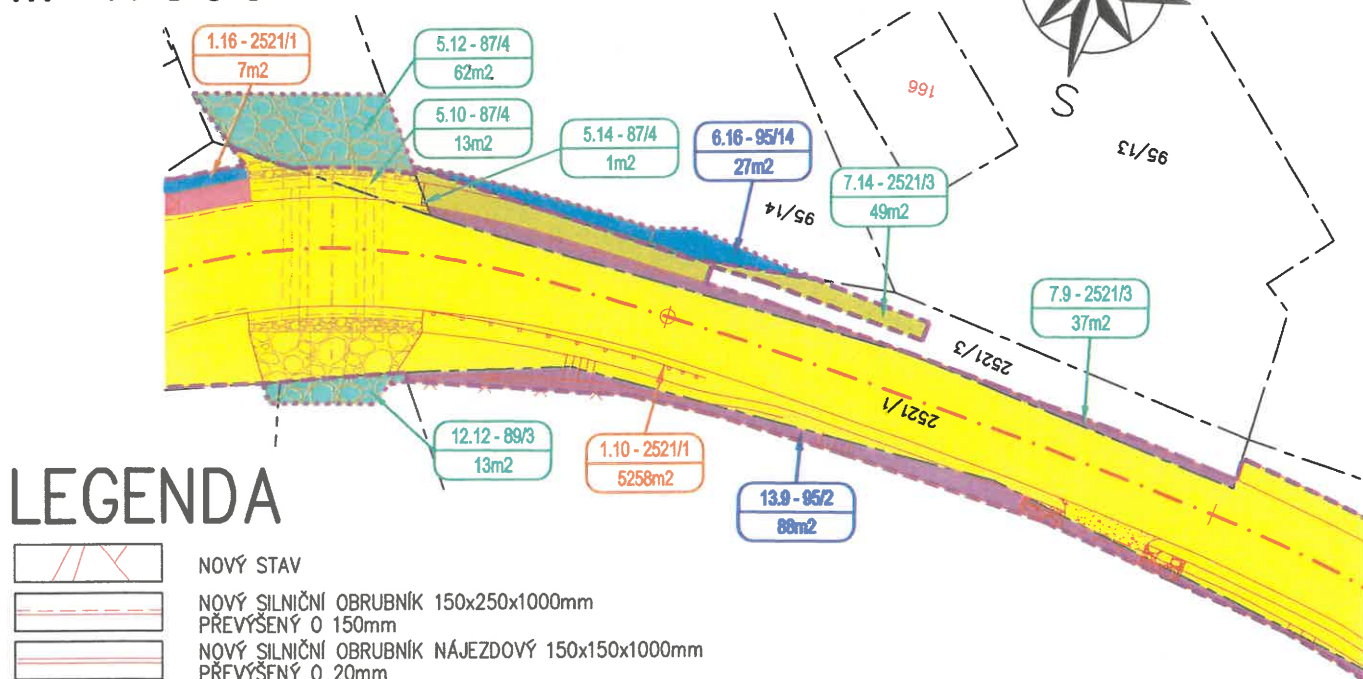 1.16 - 2521/1
7m2
5.12 - 87/4
62m2
5.10 - 87/4
13m2
5.14 - 87/4
1m2
6.16 - 95/14
27m2
7.14 - 2521/3
49m2
7.9 - 2521/3
37m2
166
S
95/13
95/14
2521/3
2521/1
12.12 - 89/3
13m2
1.10 - 2521/1
5258m2
13.9 - 95/2
88m2
LEGENDA
NOVÝ STAV
NOVÝ SILNIČNÍ OBRUBNÍK 150x250x1000mm
PŘEVÝŠENÝ O 150mm
NOVÝ SILNIČNÍ OBRUBNÍK NÁJEZDOVÝ 150x150x1000mm
PŘEVÝŠENÝ O 20mm